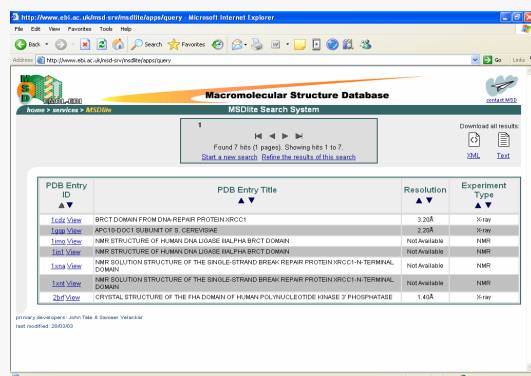 http://www.ebi.ac.uk/msd-srv/msdlite/apps/query - Microsoft Internet Explorer
File Edit View Favorites Tools Help
Back Search Favorites
Address http://www.ebi.ac.uk/msd-srv/msdlite/apps/query Go Links
MSD
EMBL-EBI
Macromolecular Structure Database
contact MSD
home > services > MSDlite MSDlite Search System
1
Found 7 hits (1 pages). Showing hits 1 to 7.
Start a new search Refine the results of this search
Download all results:
XML Text
PDB Entry ID PDB Entry Title Resolution Experiment Type
1cdz View BRCT DOMAIN FROM DNA-REPAIR PROTEIN XRCC1 3.20Å X-ray
1gqp View APC10-DOC1 SUBUNIT OF S. CEREVISIAE 2.20Å X-ray
1imo View NMR STRUCTURE OF HUMAN DNA LIGASE IIIALPHA BRCT DOMAIN Not Available NMR
1in1 View NMR STRUCTURE OF HUMAN DNA LIGASE IIIALPHA BRCT DOMAIN Not Available NMR
1xna View NMR SOLUTION STRUCTURE OF THE SINGLE-STRAND BREAK REPAIR PROTEIN XRCC1-N-TERMINAL DOMAIN Not Available NMR
1xnt View NMR SOLUTION STRUCTURE OF THE SINGLE-STRAND BREAK REPAIR PROTEIN XRCC1-N-TERMINAL DOMAIN Not Available NMR
2brf View CRYSTAL STRUCTURE OF THE FHA DOMAIN OF HUMAN POLYNUCLEOTIDE KINASE 3' PHOSPHATASE 1.40Å X-ray
primary developers: John Tate & Sameer Velankar
last modified: 20/03/03